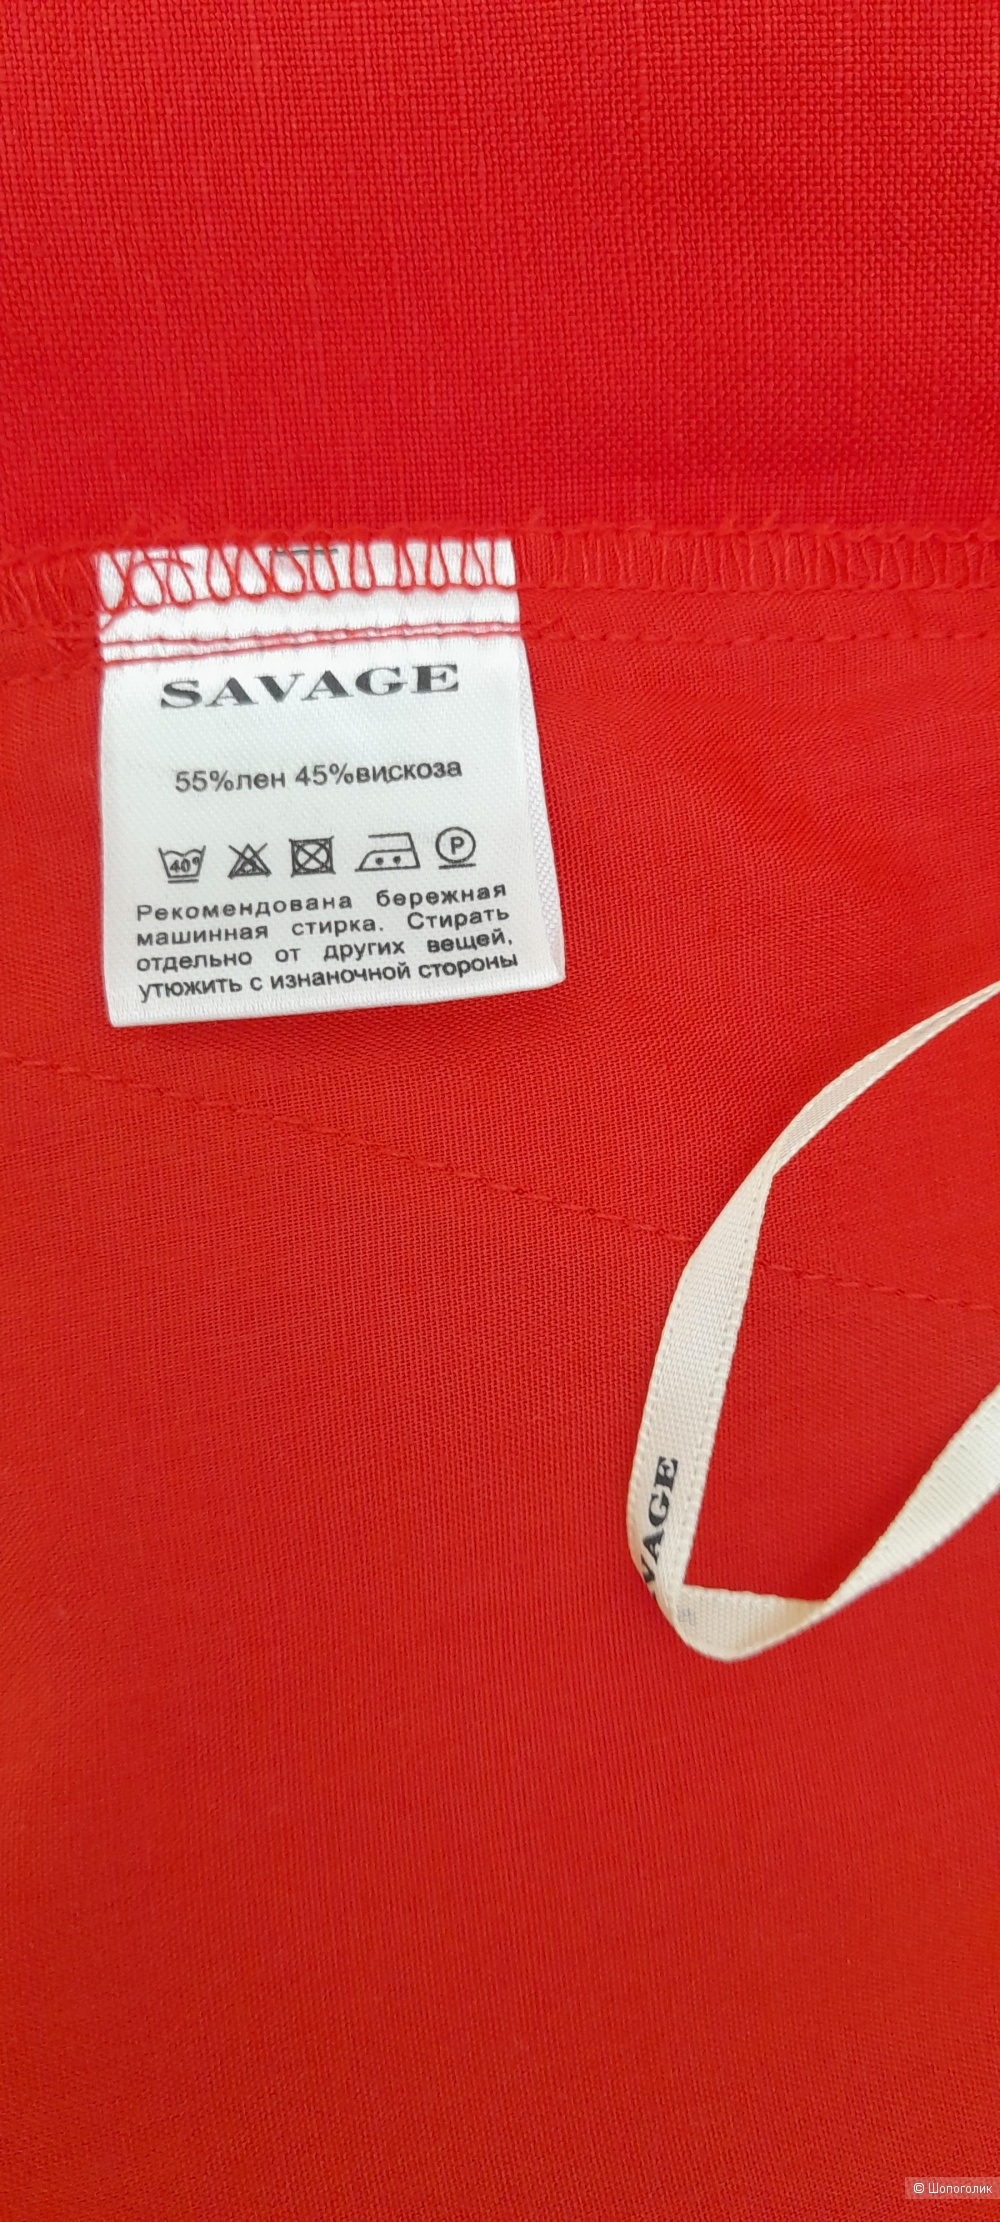 SAVAGE
55%лен 45%вискоза
40°
P
Рекомендована бережная
машинная стирка. Стирать
отдельно от других вещей,
утюжить с изнаночной стороны
VAGE
© Шопоголик